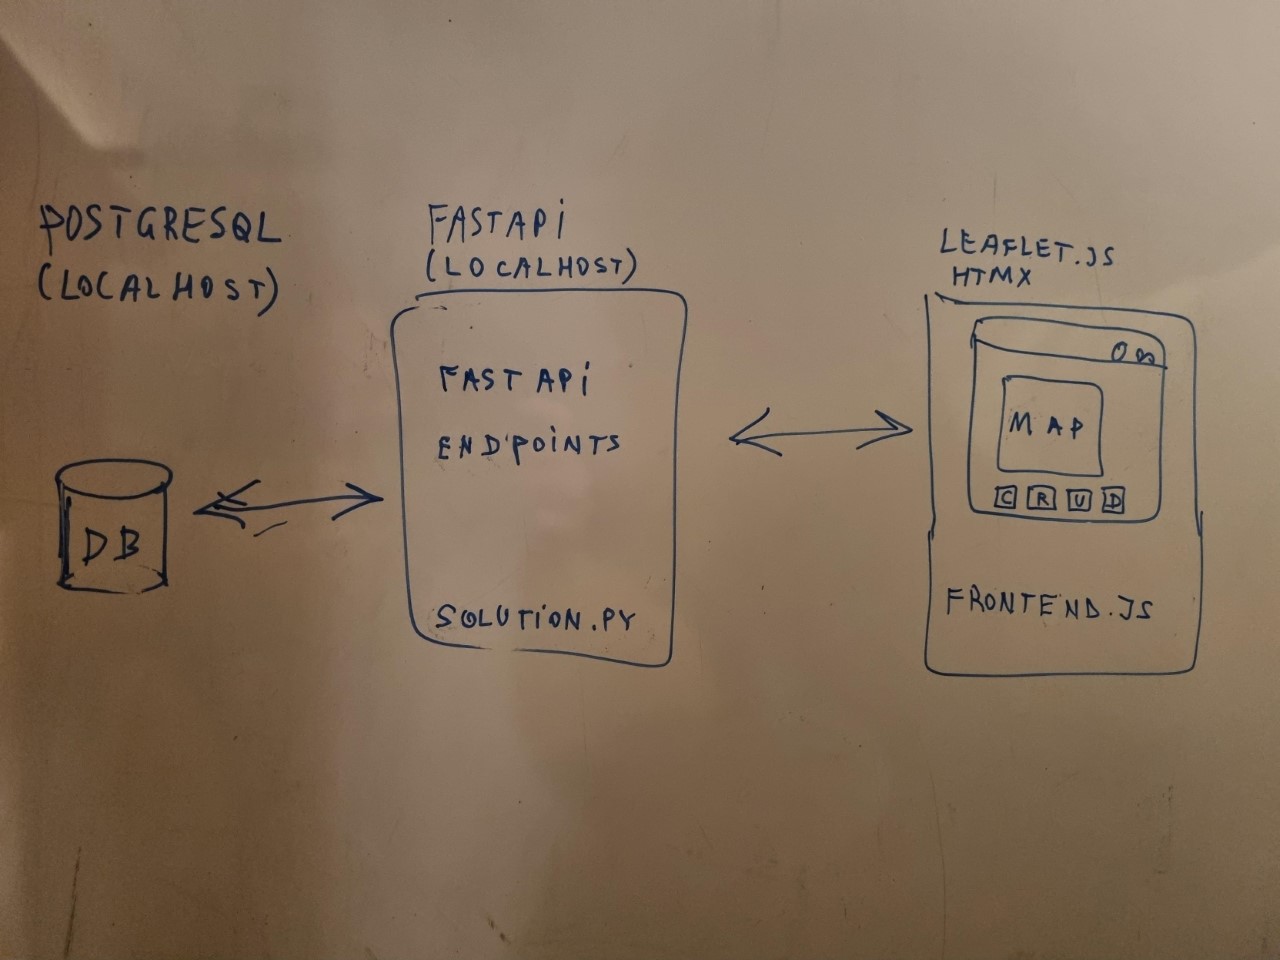 POSTGRESQL
(LOCALHOST)
DB
FASTAPI
(LOCALHOST)
FAST API
ENDPOINTS
SOLUTION.PY
LEAFLET.JS
HTMX
MAP
C R U D
FRONTEND.JS